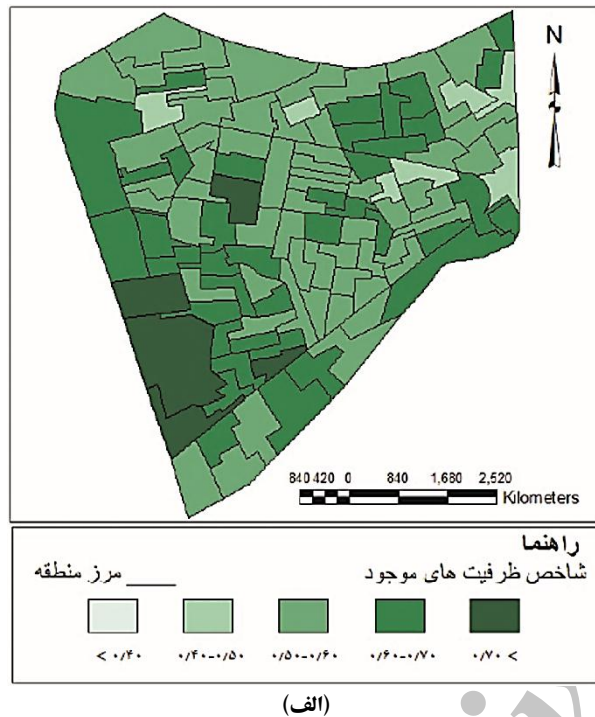 N
840 420 0 840 1,680 2,520
Kilometers
راهنما
شاخص ظرفیت های موجود
مرز منطقه
< ۰/۴۰ ۰/۴۰-۰/۵۰ ۰/۵۰-۰/۶۰ ۰/۶۰-۰/۷۰ ۰/۷۰ <
(الف)